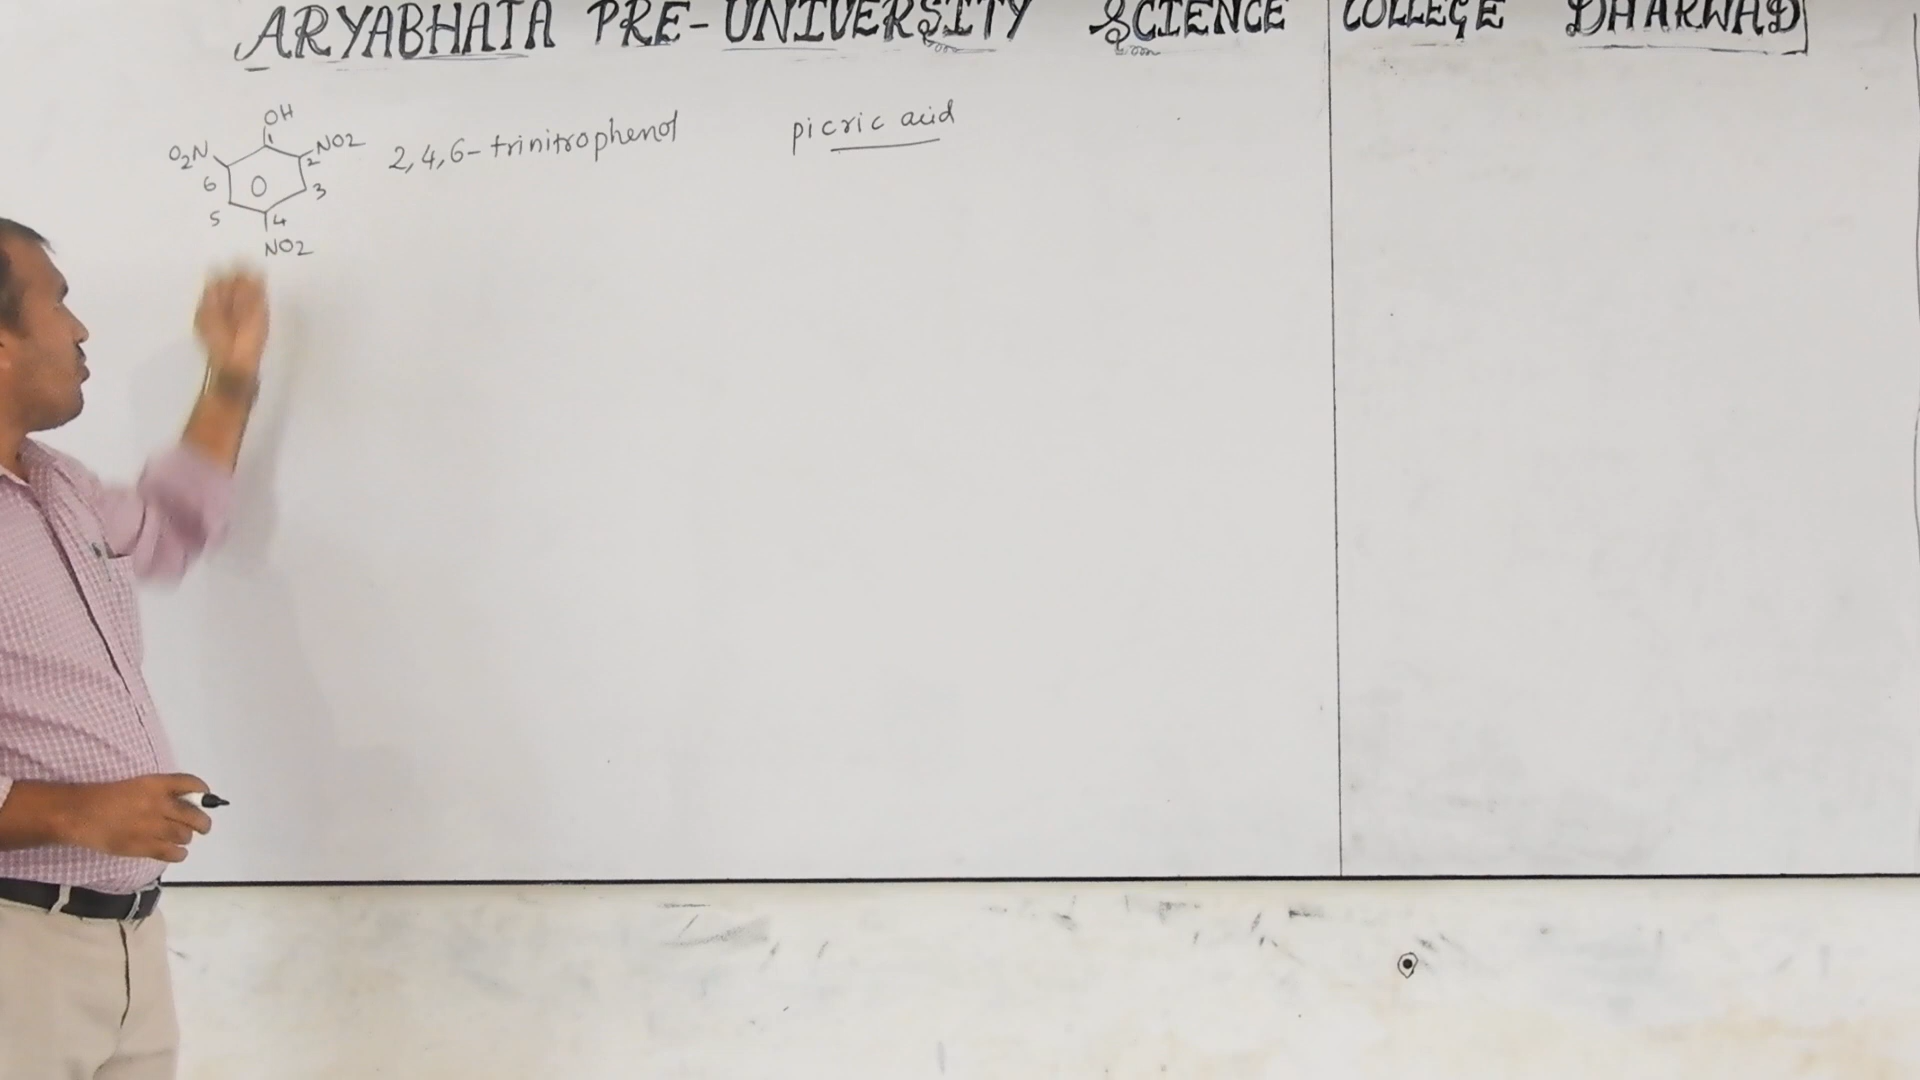 ARYABHATA PRE-UNIVERSITY SCIENCE COLLEGE DHARWAD
OH
O2N 1 NO2 2,4,6-trinitrophenol picric acid
2
6 3
5 4
NO2